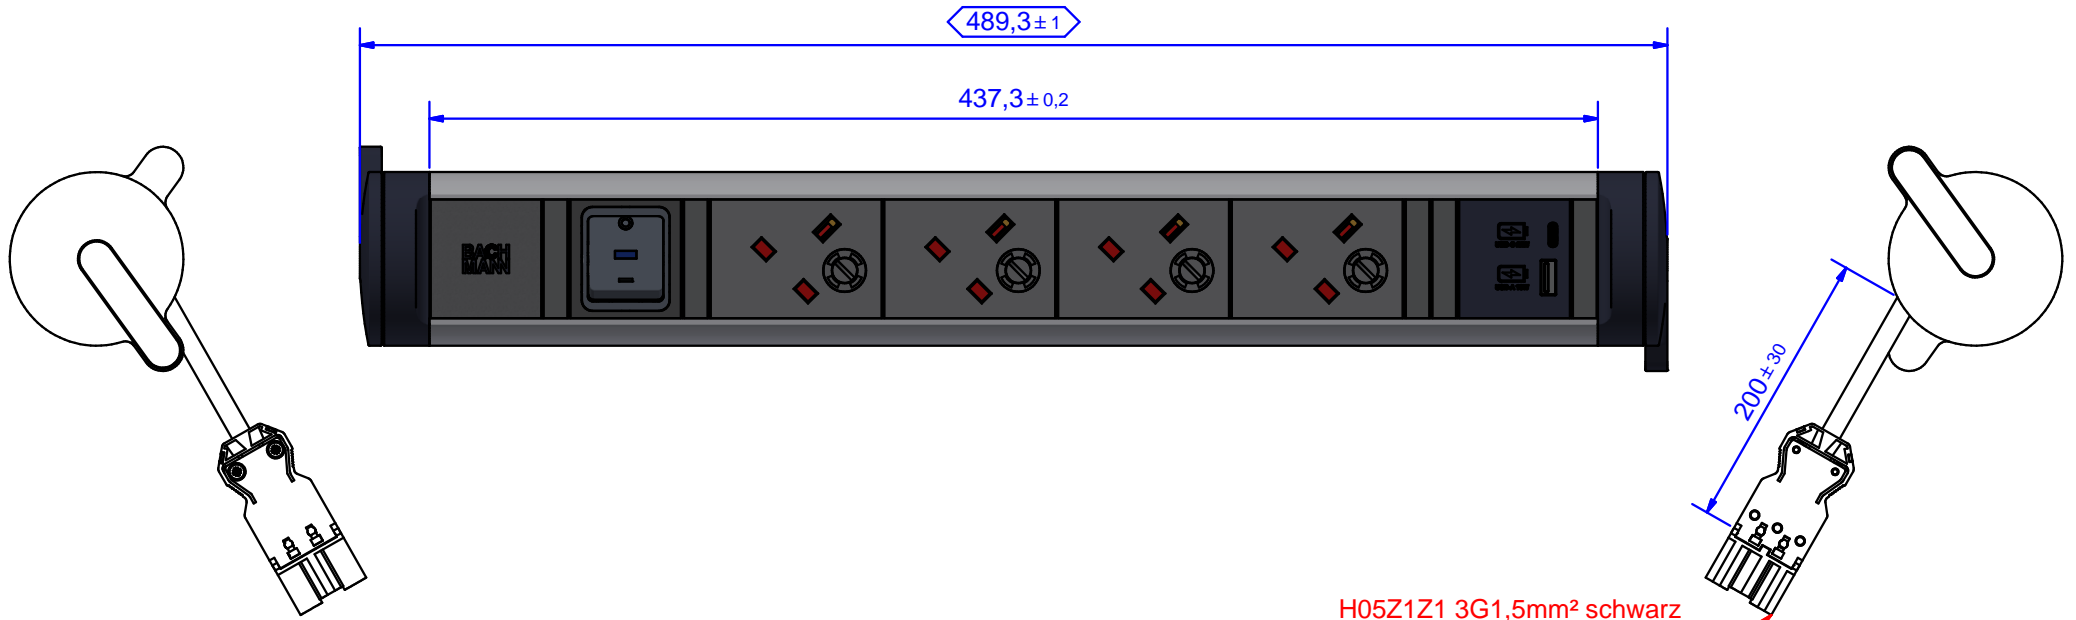 489,3 ± 1
437,3 ± 0,2
BACH
MANN
200 ± 30
H05Z1Z1 3G1,5mm² schwarz